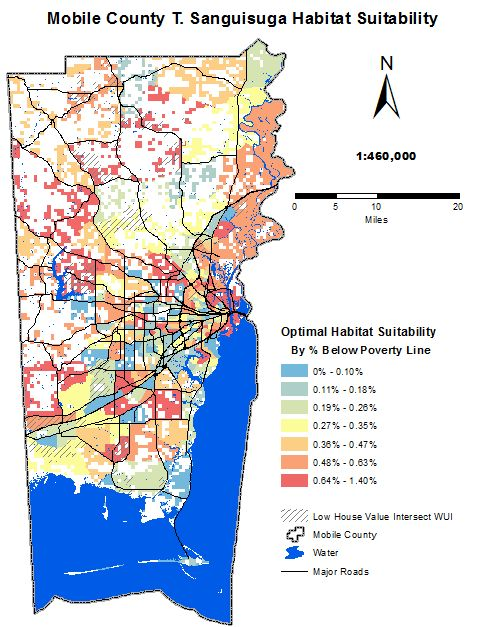 Mobile County T. Sanguisuga Habitat Suitability
N
1:460,000
0 5 10 20
Miles
Optimal Habitat Suitability
By % Below Poverty Line
0% - 0.10%
0.11% - 0.18%
0.19% - 0.26%
0.27% - 0.35%
0.36% - 0.47%
0.48% - 0.63%
0.64% - 1.40%
Low House Value Intersect WUI
Mobile County
Water
Major Roads